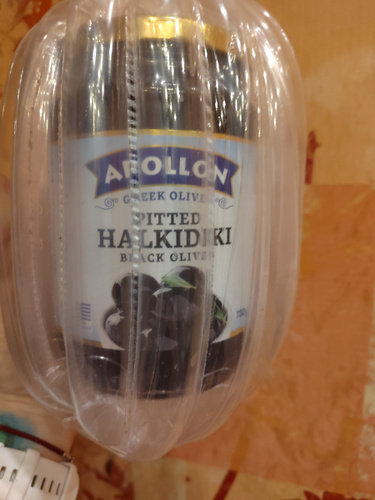 APOLLON
GREEK OLIVES
PITTED
HALKIDIKI
BLACK OLIVES